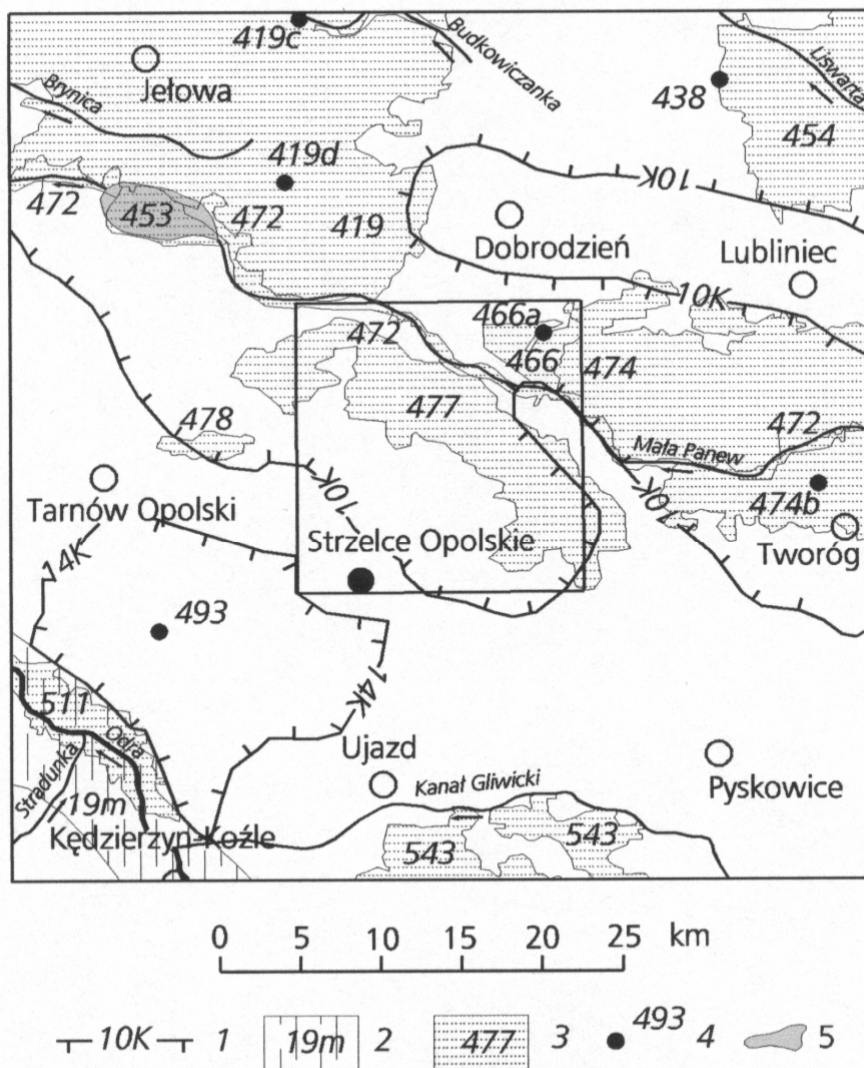 419c
Budkowiczanka
Liswarta
Jełowa
438
Brynica
454
419d
10K
472
453
472
419
Dobrodzień
Lubliniec
10K
466a
472
466
474
477
478
472
Mała Panew
10K
10K
474b
Tarnów Opolski
Strzelce Opolskie
Tworóg
14K
493
14K
511
Odra
Ujazd
Stradunka
Kanał Gliwicki
Pyskowice
19m
Kędzierzyn-Koźle
543
543
0 5 10 15 20 25 km
10K 1 19m 2 477 3 493 4 5